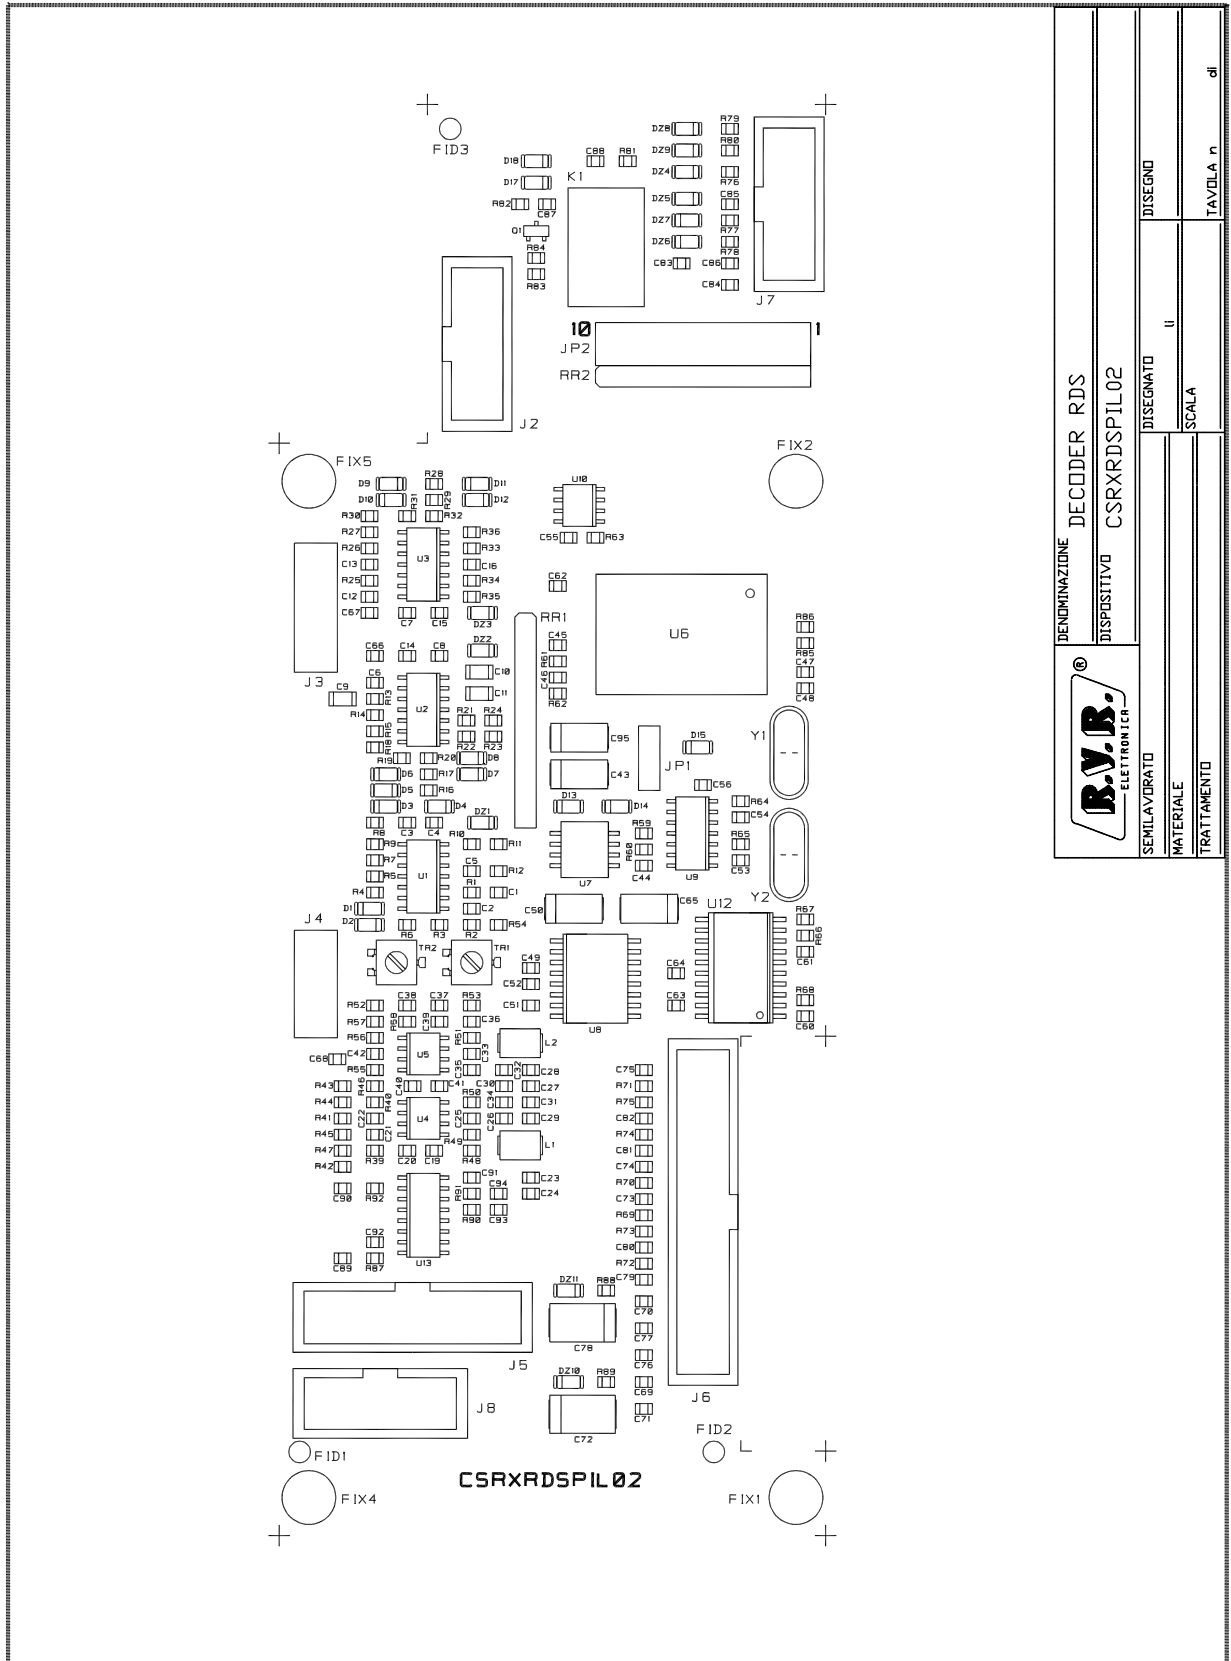 FID3
D18
D17
R82
C87
Q1
R84
R83
C88
R81
K1
DZ8
DZ9
DZ4
DZ5
DZ7
DZ6
C83
R79
R80
R76
C85
R77
R78
C86
C84
J7
10
1
JP2
RR2
J2
FIX5
FIX2
D9
D10
R28
R29
R31
R32
D11
D12
R30
R27
R26
C13
R25
C12
C67
U3
R36
R33
C16
R34
R35
C7
C15
DZ3
U10
C55
R63
C62
U6
RR1
C45
R61
C46
R62
R86
R85
C47
C48
J3
C66
C14
C8
DZ2
C10
C11
C6
C9
R13
R14
R15
R18
R19
U2
R21
R24
R22
R23
R20
D8
D6
R17
D7
D5
R16
D3
D4
R8
C3
C4
DZ1
R10
C95
C43
JP1
D15
Y1
C56
D13
D14
R64
C54
R59
R60
R65
C44
C53
U7
U9
Y2
R9
R7
R5
R4
D1
D2
U1
R11
C5
R12
R1
C1
C2
R54
R6
R3
R2
C50
C65
U12
R67
R66
C61
J4
TR2
TR1
C49
C52
C51
U8
C64
C63
R68
C60
R52
R57
R56
C42
R55
C68
C38
C37
R58
C39
R53
C36
R51
C33
C35
U5
L2
R43
R44
R41
R45
R47
R42
R46
C22
R40
C21
C40
C41
R39
C20
C19
U4
R50
C25
R49
R48
C30
C32
C34
C26
C28
C27
C31
C29
L1
C75
R71
R75
C82
R74
C81
C74
R70
C73
R69
R73
C80
R72
C79
C90
R92
C92
C89
R87
U13
C91
R91
C94
R90
C93
C23
C24
J5
J8
DZ11
R88
C78
DZ10
R89
C72
C70
C77
C76
C69
C71
J6
FID1
FID2
FIX4
FIX1
CSRXRDSPIL02
R.V.R. ®
ELETTRONICA
DENOMINAZIONE
DECODER RDS
DISPOSITIVO
CSRXRDSPIL02
SEMILAVORATO
DISEGNATO
DISEGNO
MATERIALE
li
TRATTAMENTO
SCALA
TAVOLA n di